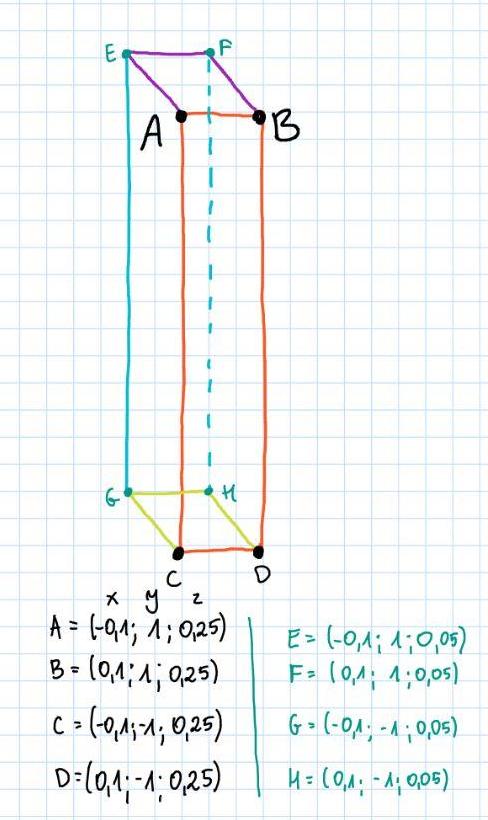 E F
A B
G H
C D
x y z
A = (-0,1; 1; 0,25)
B = (0,1; 1; 0,25)
C = (-0,1; -1; 0,25)
D = (0,1; -1; 0,25)
E = (-0,1; 1; 0,05)
F = (0,1; 1; 0,05)
G = (-0,1; -1; 0,05)
H = (0,1; -1; 0,05)